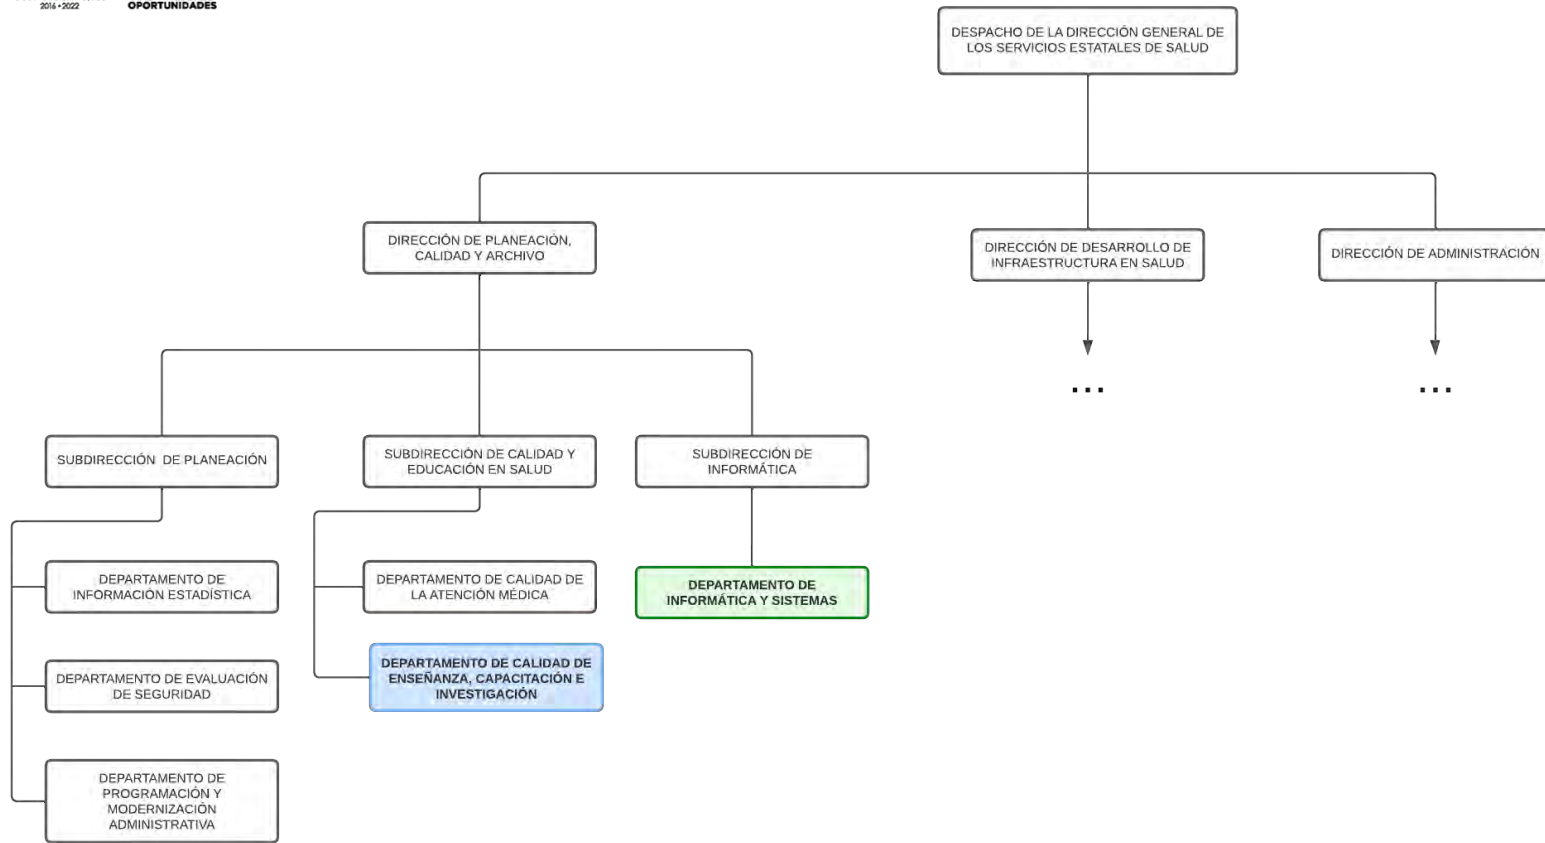 2016 • 2022
OPORTUNIDADES
DESPACHO DE LA DIRECCIÓN GENERAL DE
LOS SERVICIOS ESTATALES DE SALUD
DIRECCIÓN DE PLANEACIÓN,
CALIDAD Y ARCHIVO
DIRECCIÓN DE DESARROLLO DE
INFRAESTRUCTURA EN SALUD
DIRECCIÓN DE ADMINISTRACIÓN
...
...
SUBDIRECCIÓN DE PLANEACIÓN
SUBDIRECCIÓN DE CALIDAD Y
EDUCACIÓN EN SALUD
SUBDIRECCIÓN DE
INFORMÁTICA
DEPARTAMENTO DE
INFORMACIÓN ESTADÍSTICA
DEPARTAMENTO DE CALIDAD DE
LA ATENCIÓN MÉDICA
DEPARTAMENTO DE
INFORMÁTICA Y SISTEMAS
DEPARTAMENTO DE EVALUACIÓN
DE SEGURIDAD
DEPARTAMENTO DE CALIDAD DE
ENSEÑANZA, CAPACITACIÓN E
INVESTIGACIÓN
DEPARTAMENTO DE
PROGRAMACIÓN Y
MODERNIZACIÓN
ADMINISTRATIVA